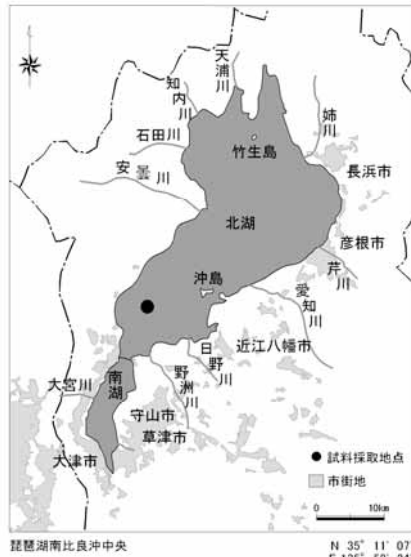 天浦川
知内川
姉川
石田川
竹生島
長浜市
安曇川
北湖
彦根市
芹川
沖島
愛知川
近江八幡市
日野川
大宮川
南湖
野洲川
守山市
草津市
大津市
試料採取地点
市街地
0 10km
琵琶湖南比良沖中央
N 35° 11′ 07